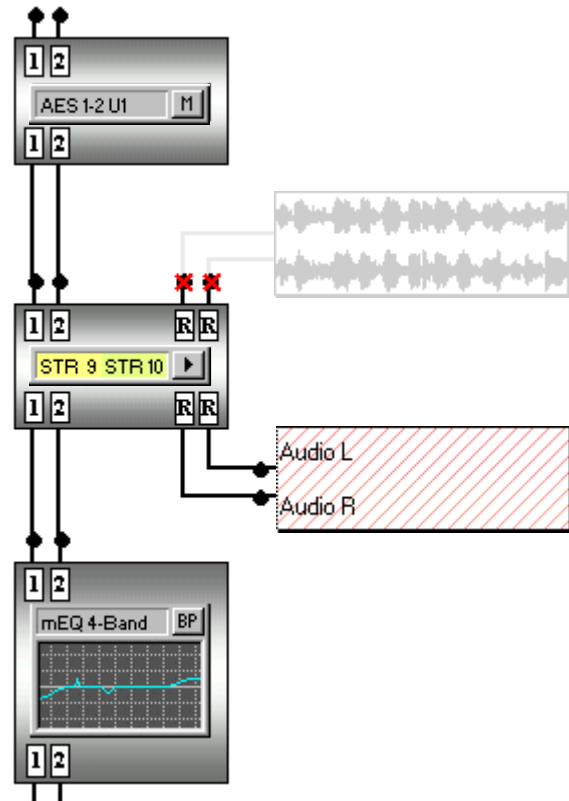 1 2
AES 1-2 U1 M
1 2
1 2 R R
STR 9 STR 10
1 2 R R
Audio L
Audio R
1 2
mEQ 4-Band BP
1 2